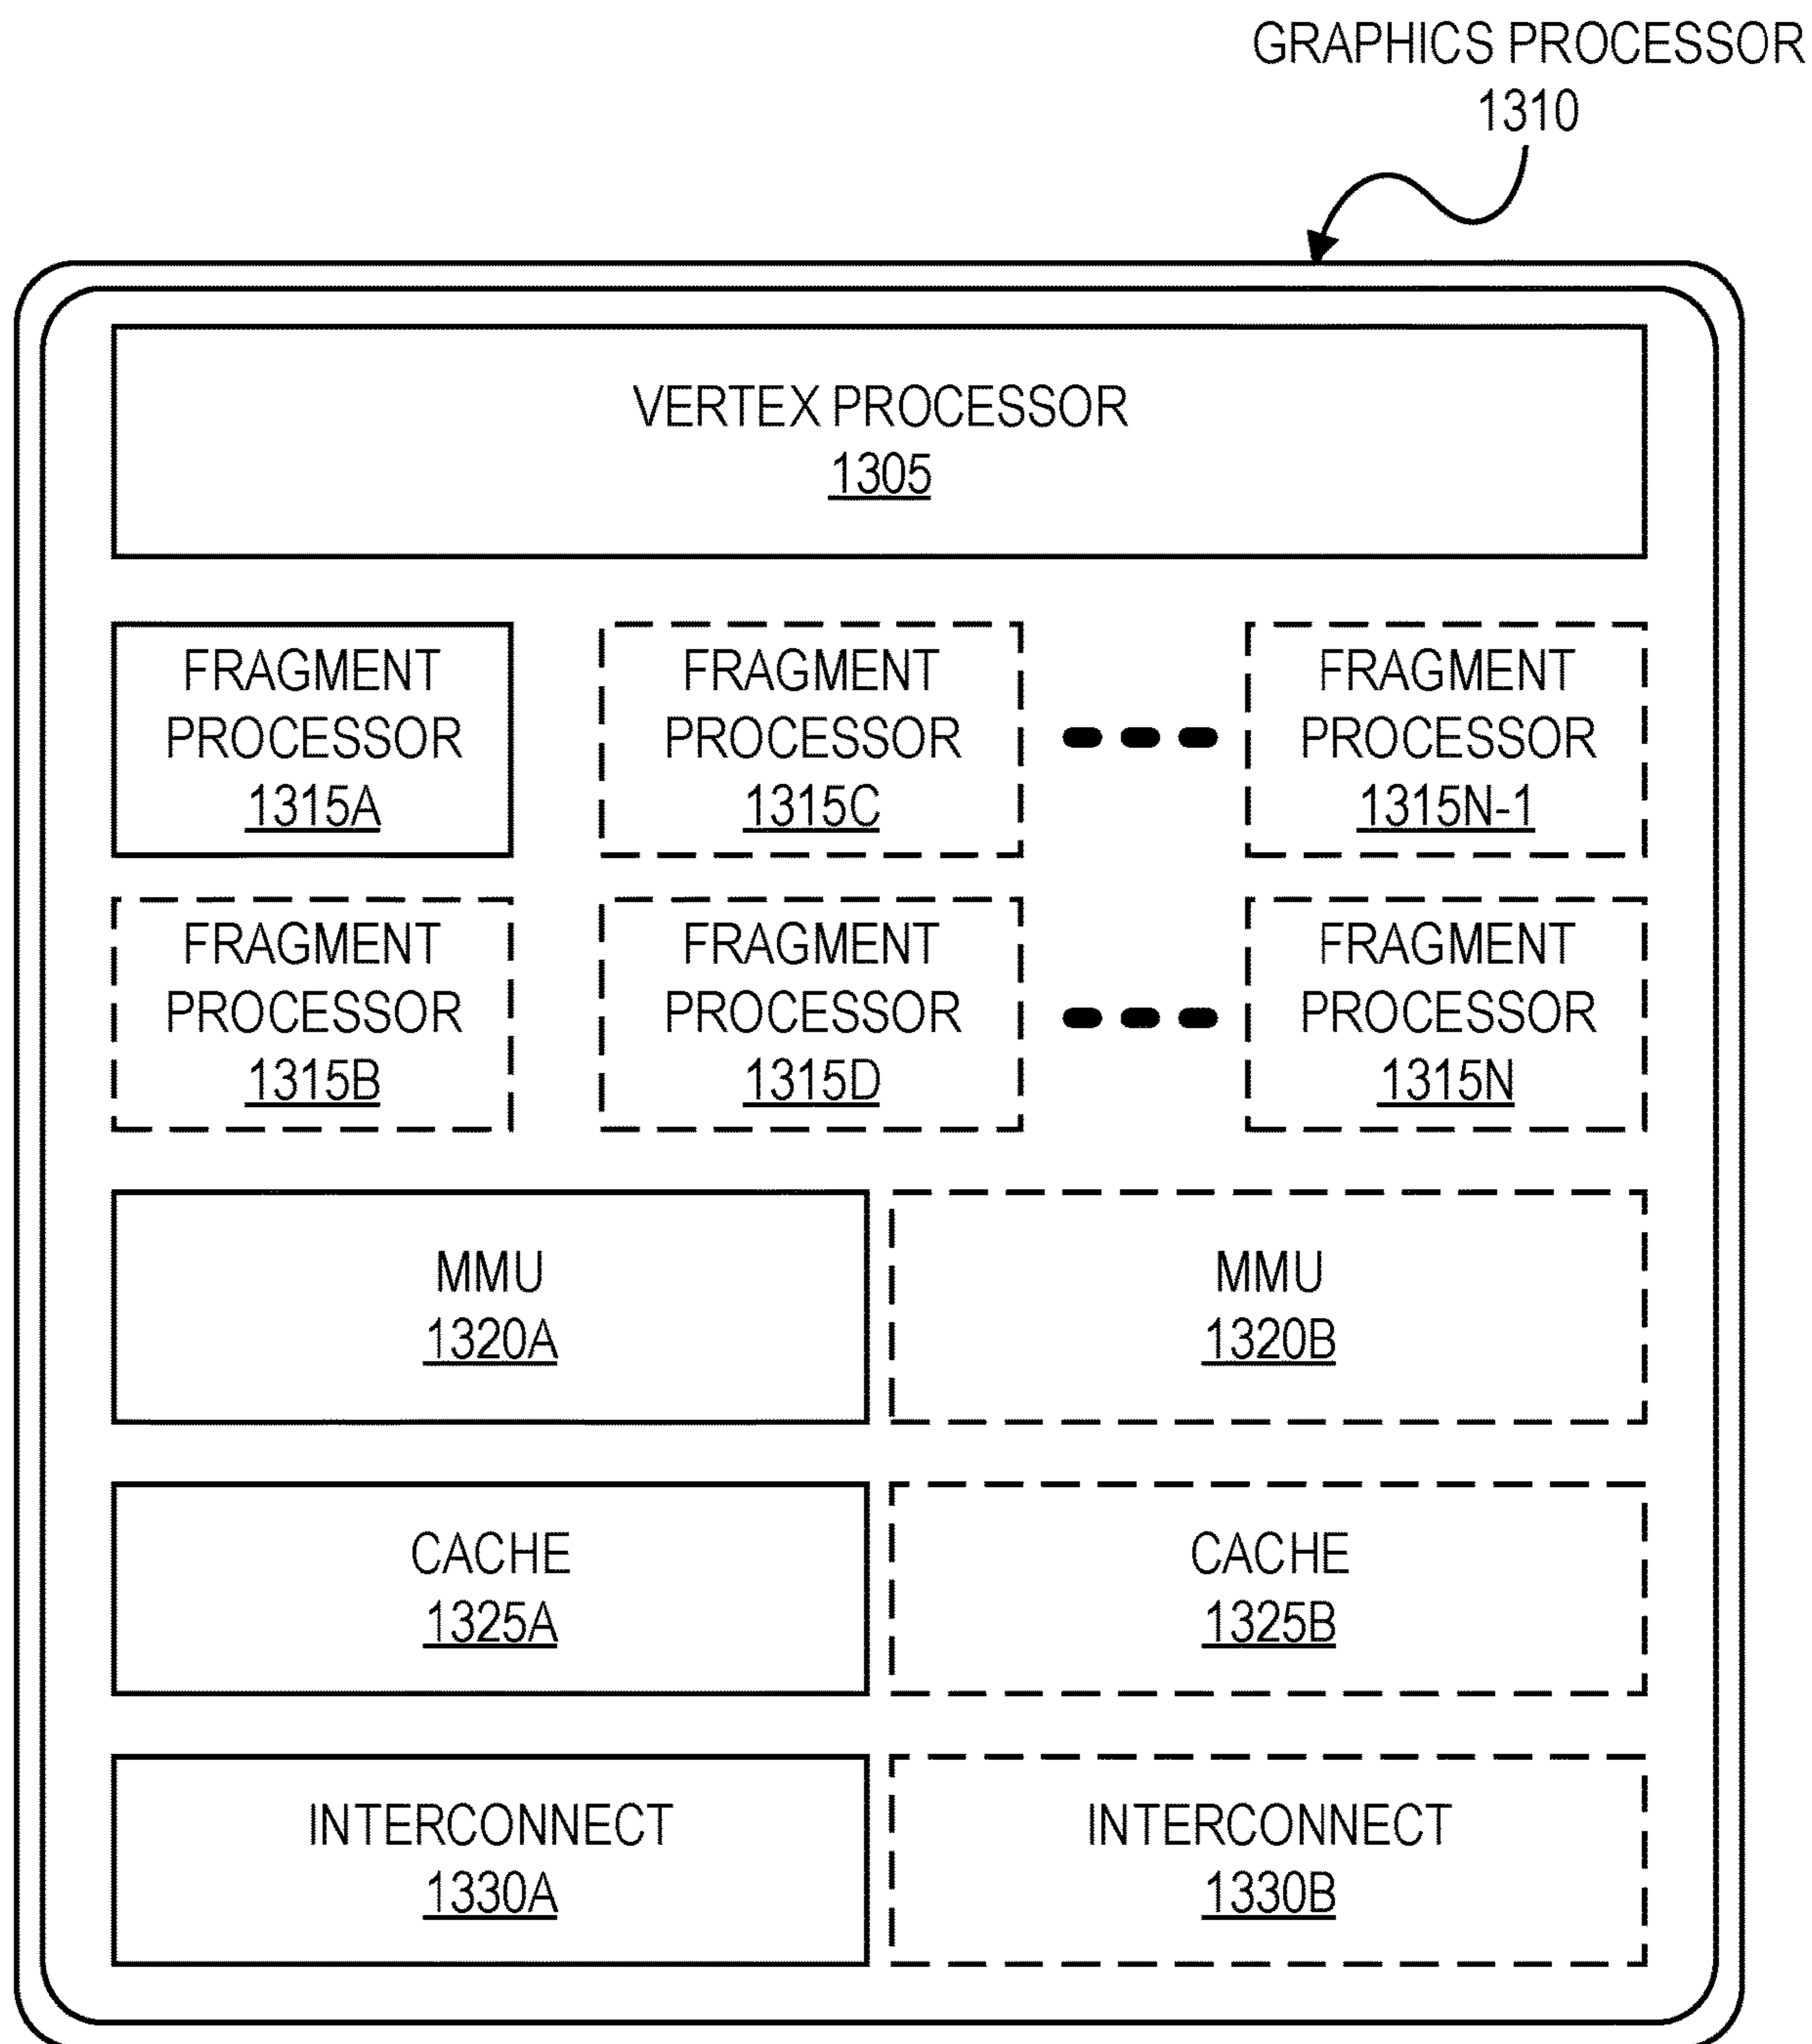 GRAPHICS PROCESSOR
1310
VERTEX PROCESSOR
1305
FRAGMENT
PROCESSOR
1315A
FRAGMENT
PROCESSOR
1315C
FRAGMENT
PROCESSOR
1315N-1
FRAGMENT
PROCESSOR
1315B
FRAGMENT
PROCESSOR
1315D
FRAGMENT
PROCESSOR
1315N
MMU
1320A
MMU
1320B
CACHE
1325A
CACHE
1325B
INTERCONNECT
1330A
INTERCONNECT
1330B